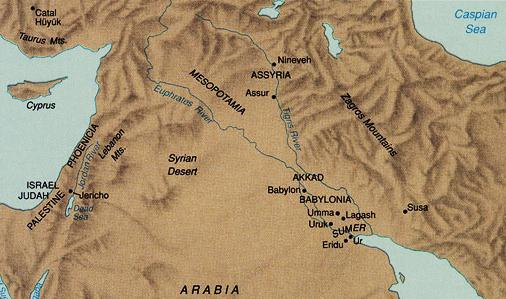 Catal
Hüyük
Caspian
Sea
Taurus Mts.
Nineveh
ASSYRIA
MESOPOTAMIA
Assur
Cyprus
Euphrates River
Tigris River
Zagros Mountains
PHOENICIA
Lebanon
Mts.
Jordan River
Syrian
Desert
AKKAD
ISRAEL
JUDAH
Jericho
Babylon
BABYLONIA
PALESTINE
Dead
Sea
Umma
Lagash
Susa
Uruk
SUMER
Ur
Eridu
ARABIA